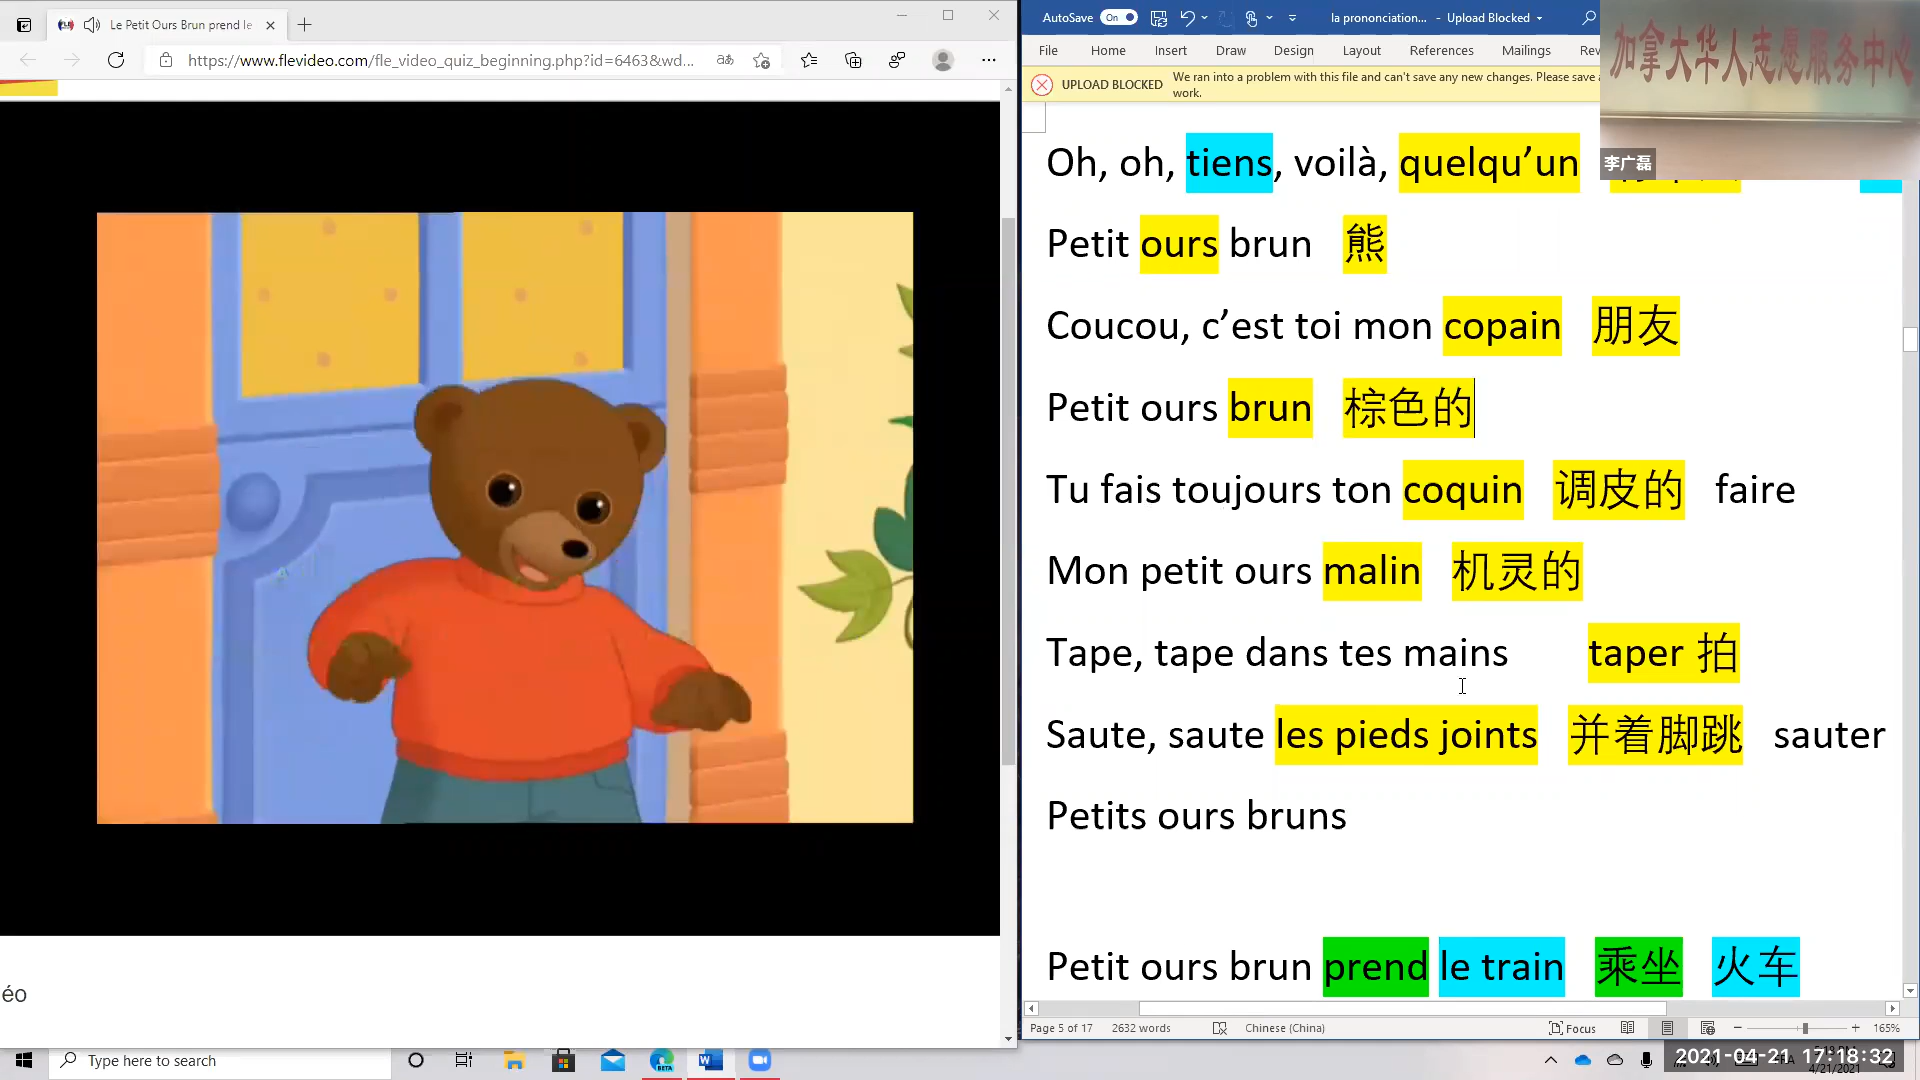 Le Petit Ours Brun prend le
https://www.flevideo.com/fle_video_quiz_beginning.php?id=6463&wd...
éo
AutoSave On
la prononciation... - Upload Blocked
File Home Insert Draw Design Layout References Mailings Rev
UPLOAD BLOCKED We ran into a problem with this file and can't save any new changes. Please save a
work.
加拿大华人志愿服务中心
李广磊
Oh, oh, tiens, voilà, quelqu’un
Petit ours brun 熊
Coucou, c’est toi mon copain 朋友
Petit ours brun 棕色的
Tu fais toujours ton coquin 调皮的 faire
Mon petit ours malin 机灵的
Tape, tape dans tes mains taper 拍
Saute, saute les pieds joints 并着脚跳 sauter
Petits ours bruns
Petit ours brun prend le train 乘坐 火车
Page 5 of 17 2632 words Chinese (China) Focus 165%
Type here to search
2021-04-21 17:18:32
4/21/2021